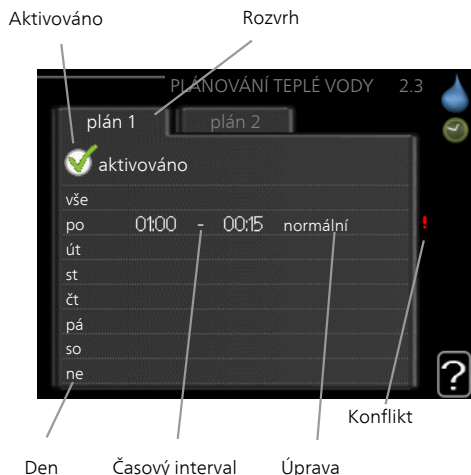 Aktivováno Rozvrh
PLÁNOVÁNÍ TEPLÉ VODY 2.3
plán 1 plán 2
aktivováno
vše
po 01:00 - 00:15 normální !
út
st
čt
pá
so
ne
?
Konflikt
Den Časový interval Úprava